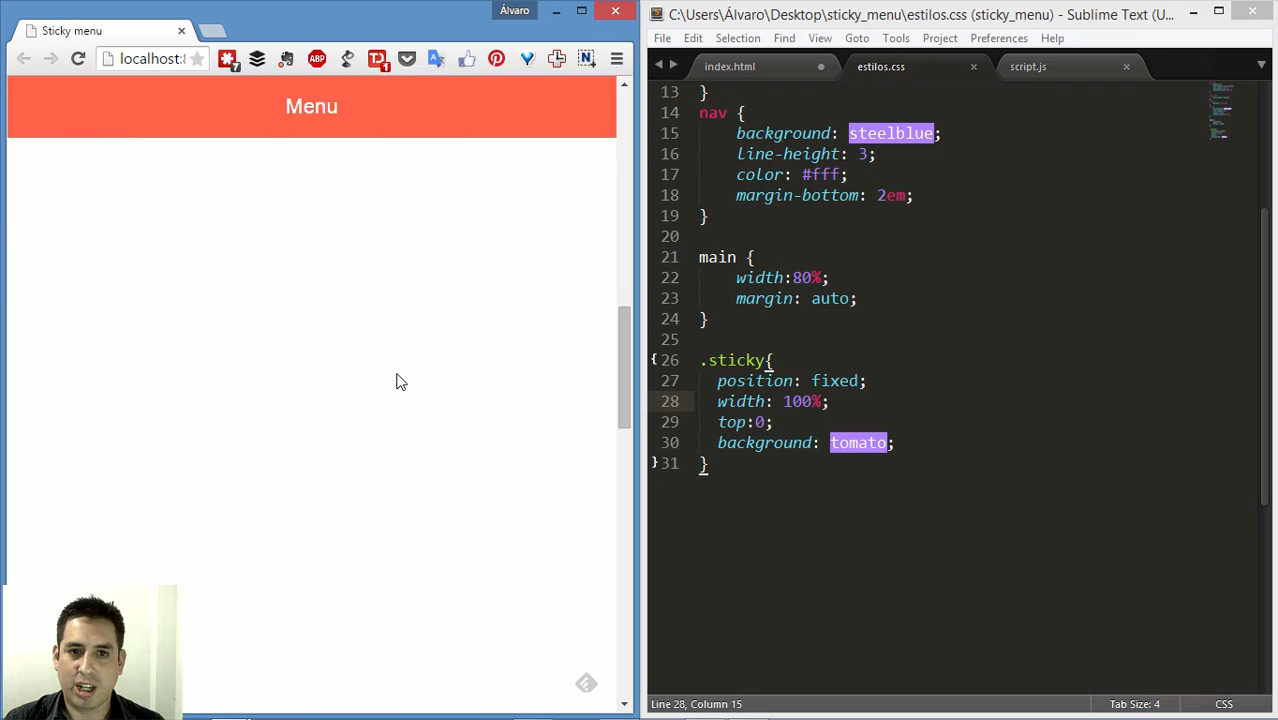 Álvaro
Sticky menu
localhost:8
7
ABP
1
Menu
C:\Users\Álvaro\Desktop\sticky_menu\estilos.css (sticky_menu) - Sublime Text (U...
File Edit Selection Find View Goto Tools Project Preferences Help
index.html estilos.css script.js
13 }
14 nav {
15 background: steelblue;
16 line-height: 3;
17 color: #fff;
18 margin-bottom: 2em;
19 }
20
21 main {
22 width:80%;
23 margin: auto;
24 }
25
26 .sticky{
27 position: fixed;
28 width: 100%;
29 top:0;
30 background: tomato;
31 }
Line 28, Column 15 Tab Size: 4 CSS